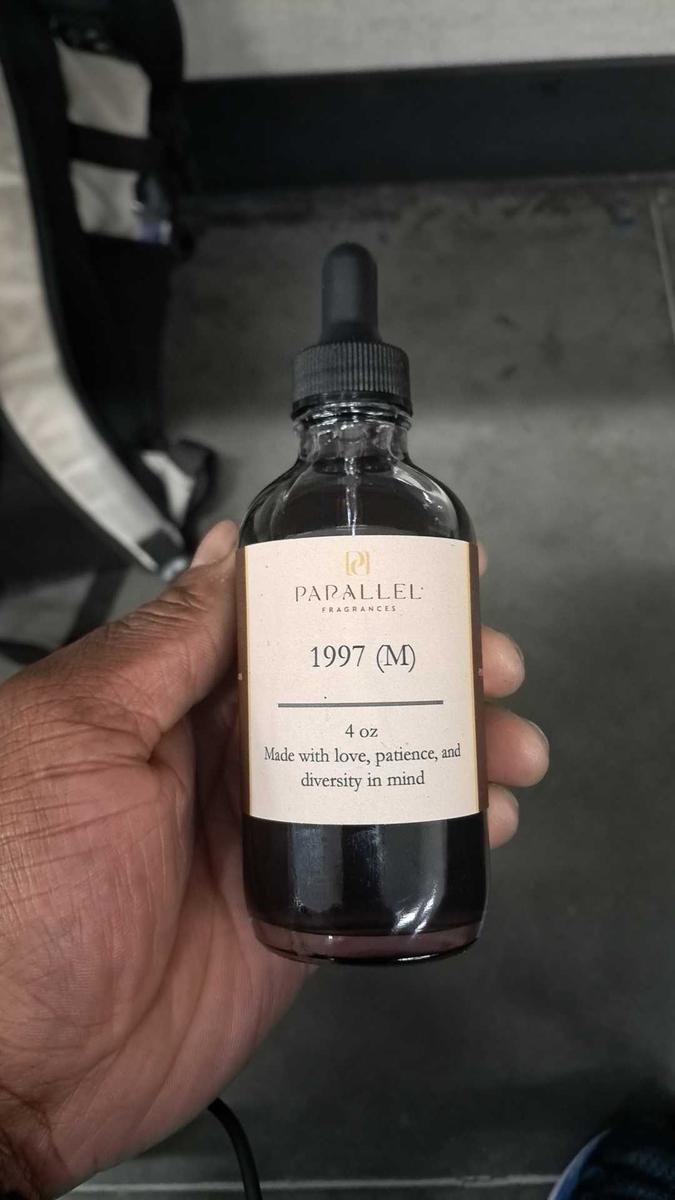 PARALLEL
FRAGRANCES
1997 (M)
4 oz
Made with love, patience, and
diversity in mind